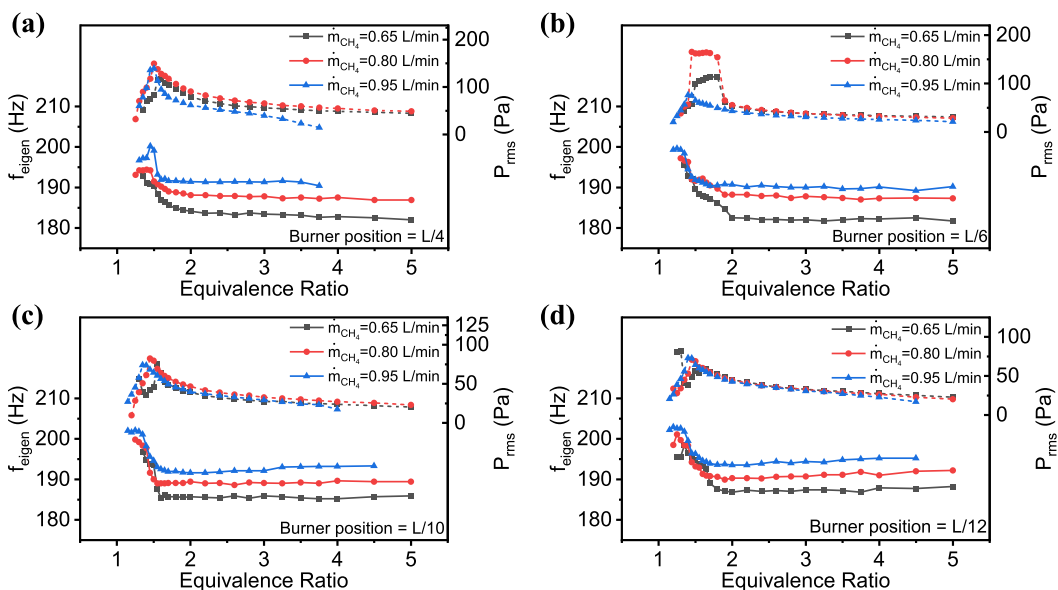 (a)
ṁCH4=0.65 L/min
ṁCH4=0.80 L/min
ṁCH4=0.95 L/min
200
100
0
210
200
190
180
feigen (Hz)
Prms (Pa)
Burner position = L/4
1 2 3 4 5
Equivalence Ratio
(b)
ṁCH4=0.65 L/min
ṁCH4=0.80 L/min
ṁCH4=0.95 L/min
200
100
0
210
200
190
180
feigen (Hz)
Prms (Pa)
Burner position = L/6
1 2 3 4 5
Equivalence Ratio
(c)
ṁCH4=0.65 L/min
ṁCH4=0.80 L/min
ṁCH4=0.95 L/min
125
100
50
0
210
200
190
180
feigen (Hz)
Prms (Pa)
Burner position = L/10
1 2 3 4 5
Equivalence Ratio
(d)
ṁCH4=0.65 L/min
ṁCH4=0.80 L/min
ṁCH4=0.95 L/min
100
50
0
210
200
190
180
feigen (Hz)
Prms (Pa)
Burner position = L/12
1 2 3 4 5
Equivalence Ratio